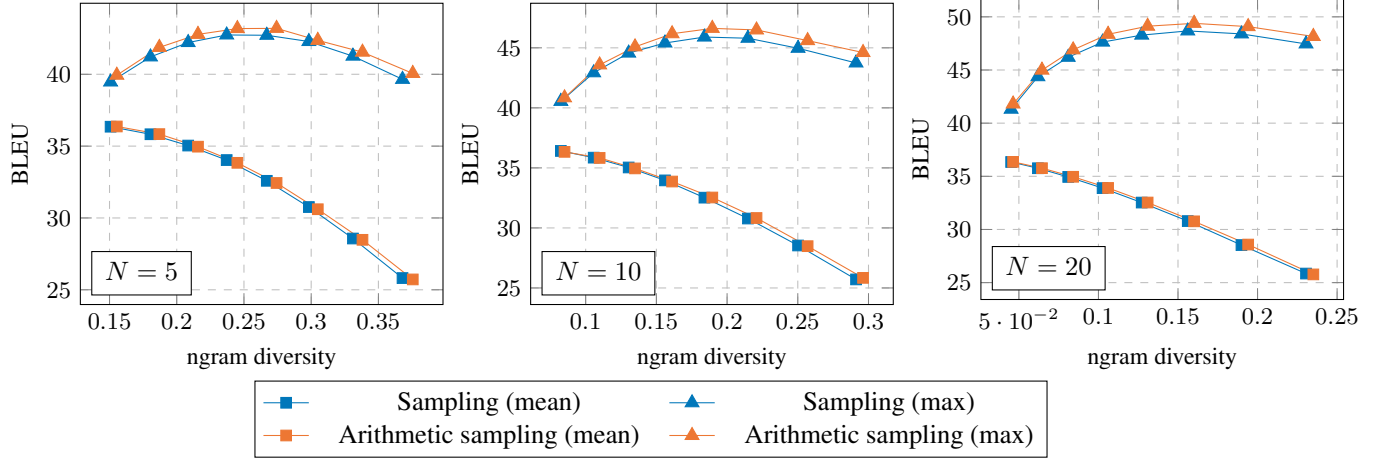 BLEU
40
35
30
25
N = 5
0.15 0.2 0.25 0.3 0.35
ngram diversity
BLEU
45
40
35
30
25
N = 10
0.1 0.15 0.2 0.25 0.3
ngram diversity
BLEU
50
45
40
35
30
25
N = 20
5 · 10⁻² 0.1 0.15 0.2 0.25
ngram diversity
Sampling (mean) Sampling (max)
Arithmetic sampling (mean) Arithmetic sampling (max)